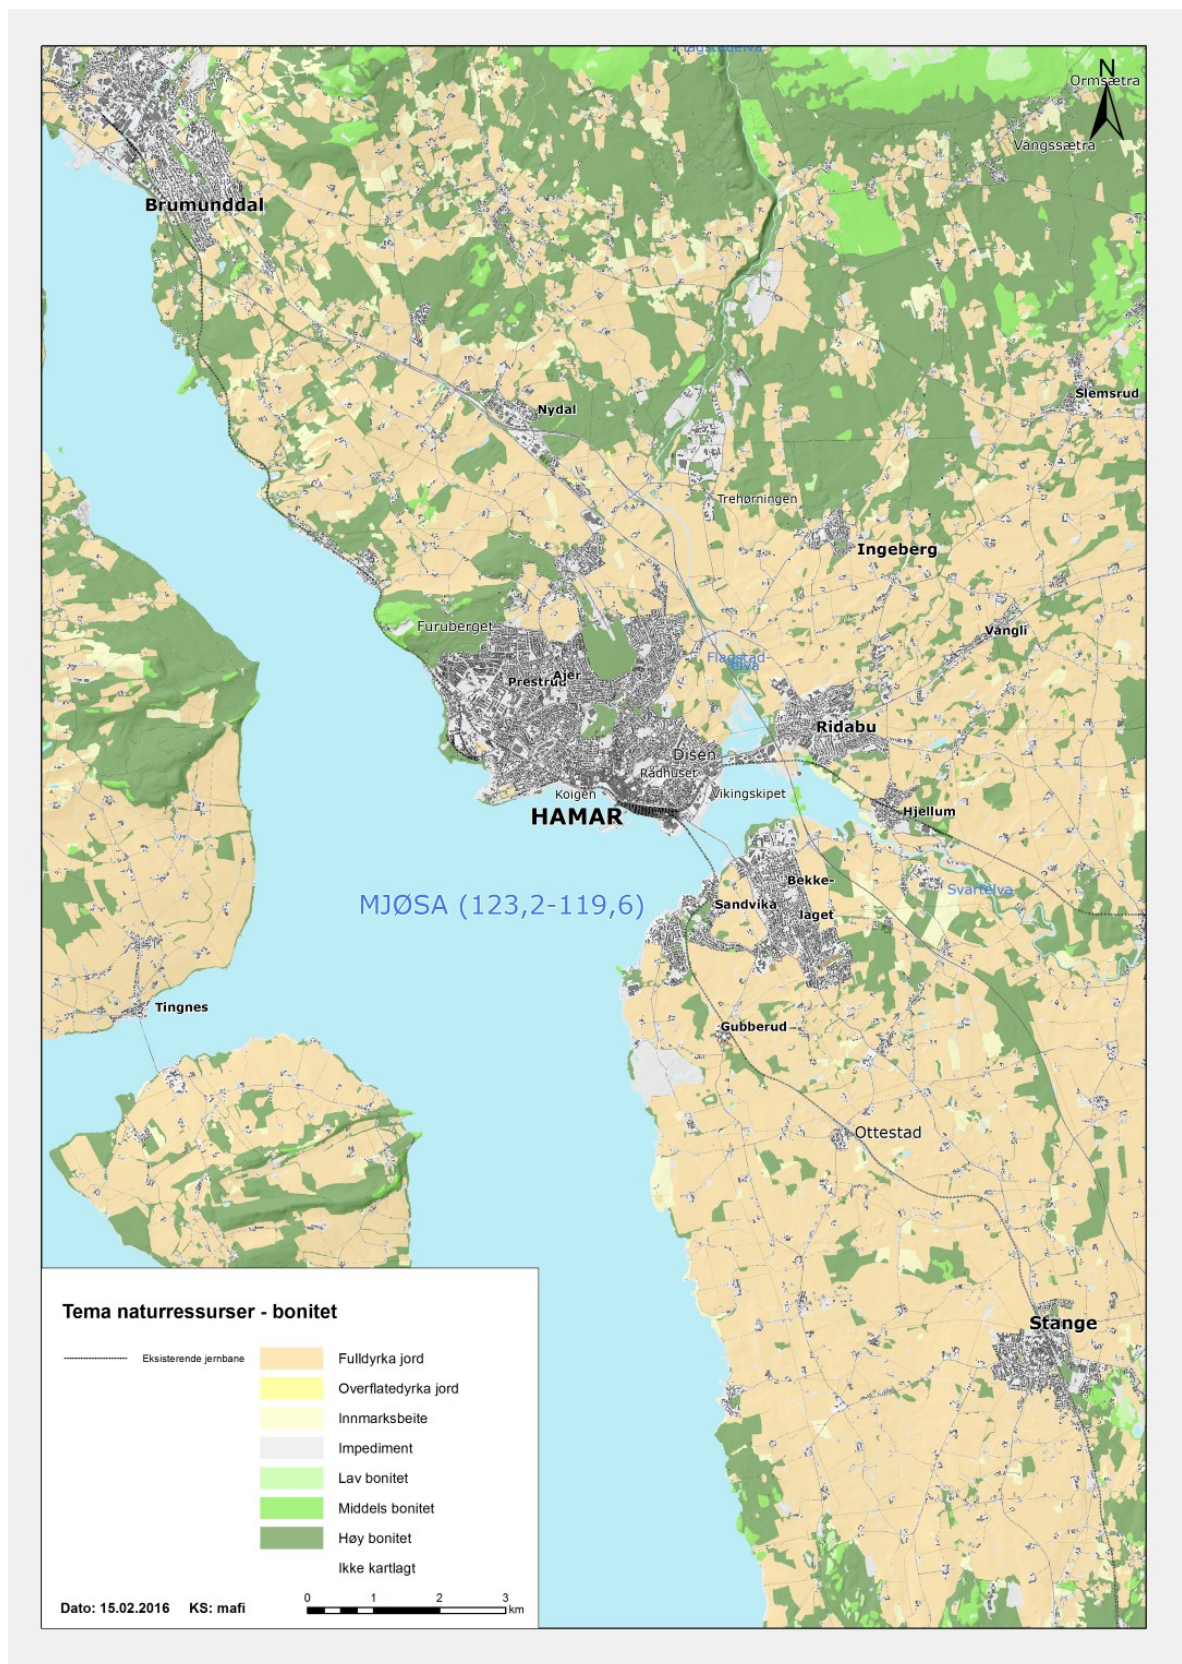 Flagstadelva
N
Ormsætra
Vangssætra
Brumunddal
Slemsrud
Nydal
Trehørningen
Ingeberg
Furuberget
Vangli
Flagstad-
elva
Prestrud
Ajer
Ridabu
Disen
Rådhuset
Koigen
Vikingskipet
HAMAR
Hjellum
Bekke-
laget
Svartelva
MJØSA (123,2-119,6)
Sandvika
Tingnes
Gubberud
Ottestad
Stange
Tema naturressurser - bonitet
Eksisterende jernbane
Fulldyrka jord
Overflatedyrka jord
Innmarksbeite
Impediment
Lav bonitet
Middels bonitet
Høy bonitet
Ikke kartlagt
Dato: 15.02.2016 KS: mafi
0 1 2 3
km